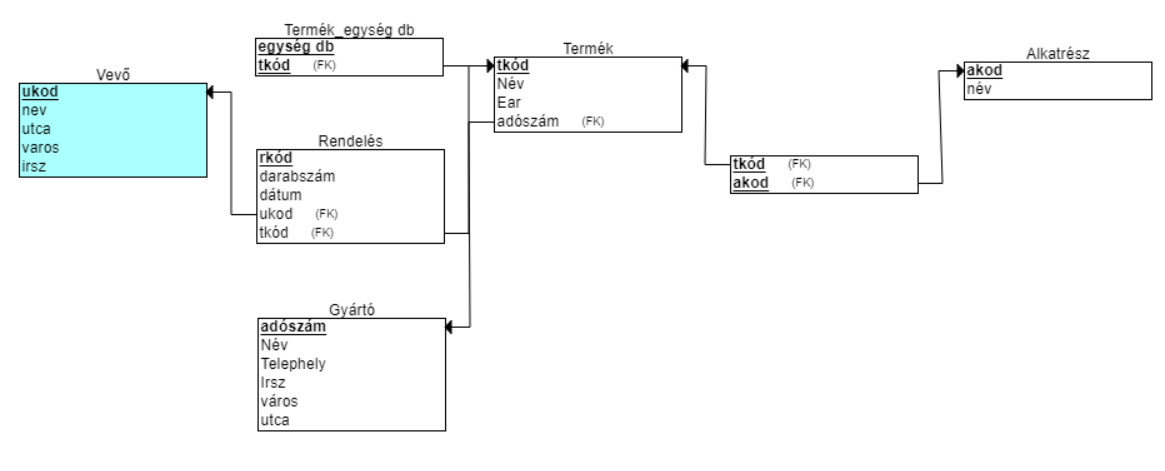 Vevő
ukod
nev
utca
varos
irsz
Termék_egység db
egység db
tkód (FK)
Rendelés
rkód
darabszám
dátum
ukod (FK)
tkód (FK)
Gyártó
adószám
Név
Telephely
Irsz
város
utca
Termék
tkód
Név
Ear
adószám (FK)
tkód (FK)
akod (FK)
Alkatrész
akod
név